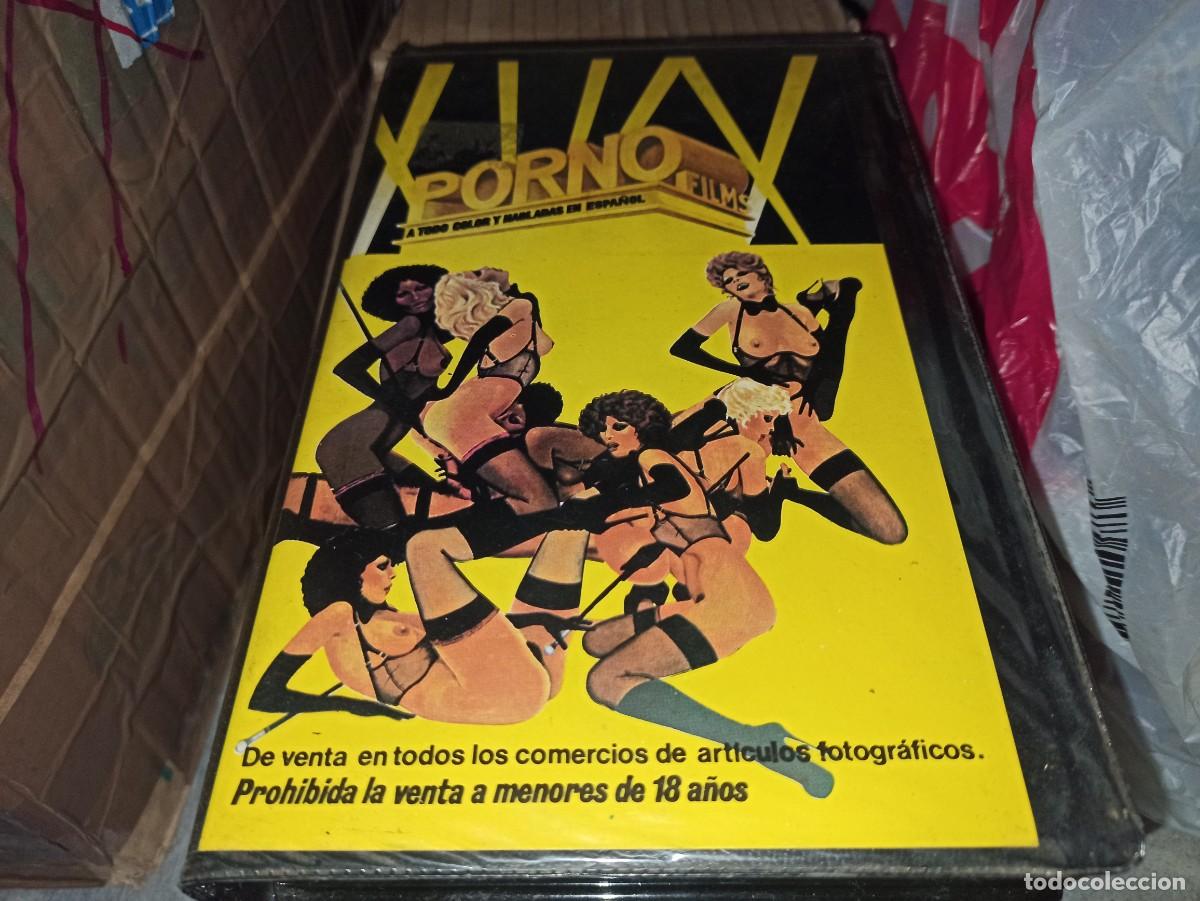 PORNO
FILMS
A TODO COLOR Y HABLADAS EN ESPAÑOL
De venta en todos los comercios de artículos fotográficos.
Prohibida la venta a menores de 18 años
todocoleccion